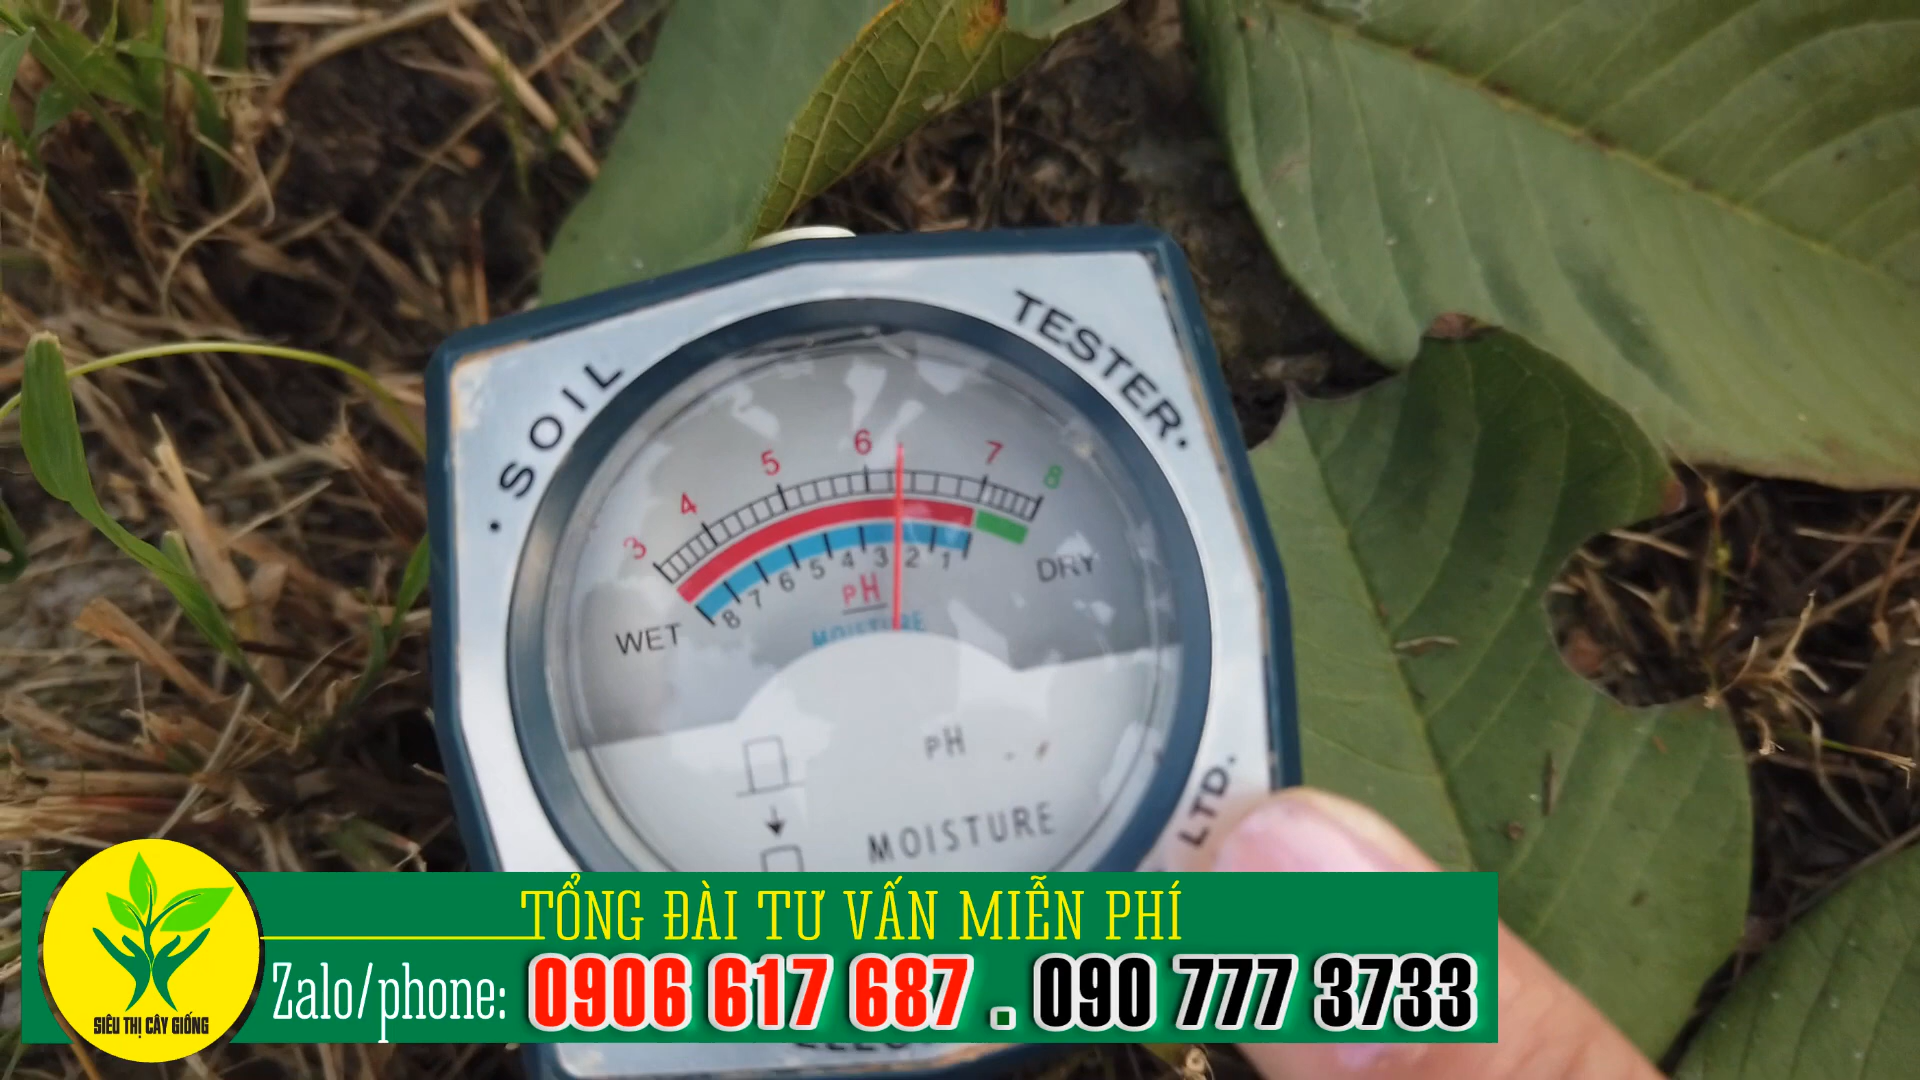 SOIL TESTER
3 4 5 6 7 8
8 7 6 5 4 3 2 1
WET
DRY
pH
MOISTURE
pH
MOISTURE
LTD.
TỔNG ĐÀI TƯ VẤN MIỄN PHÍ
Zalo/phone: 0906 617 687 . 090 777 3733
SIÊU THỊ CÂY GIỐNG